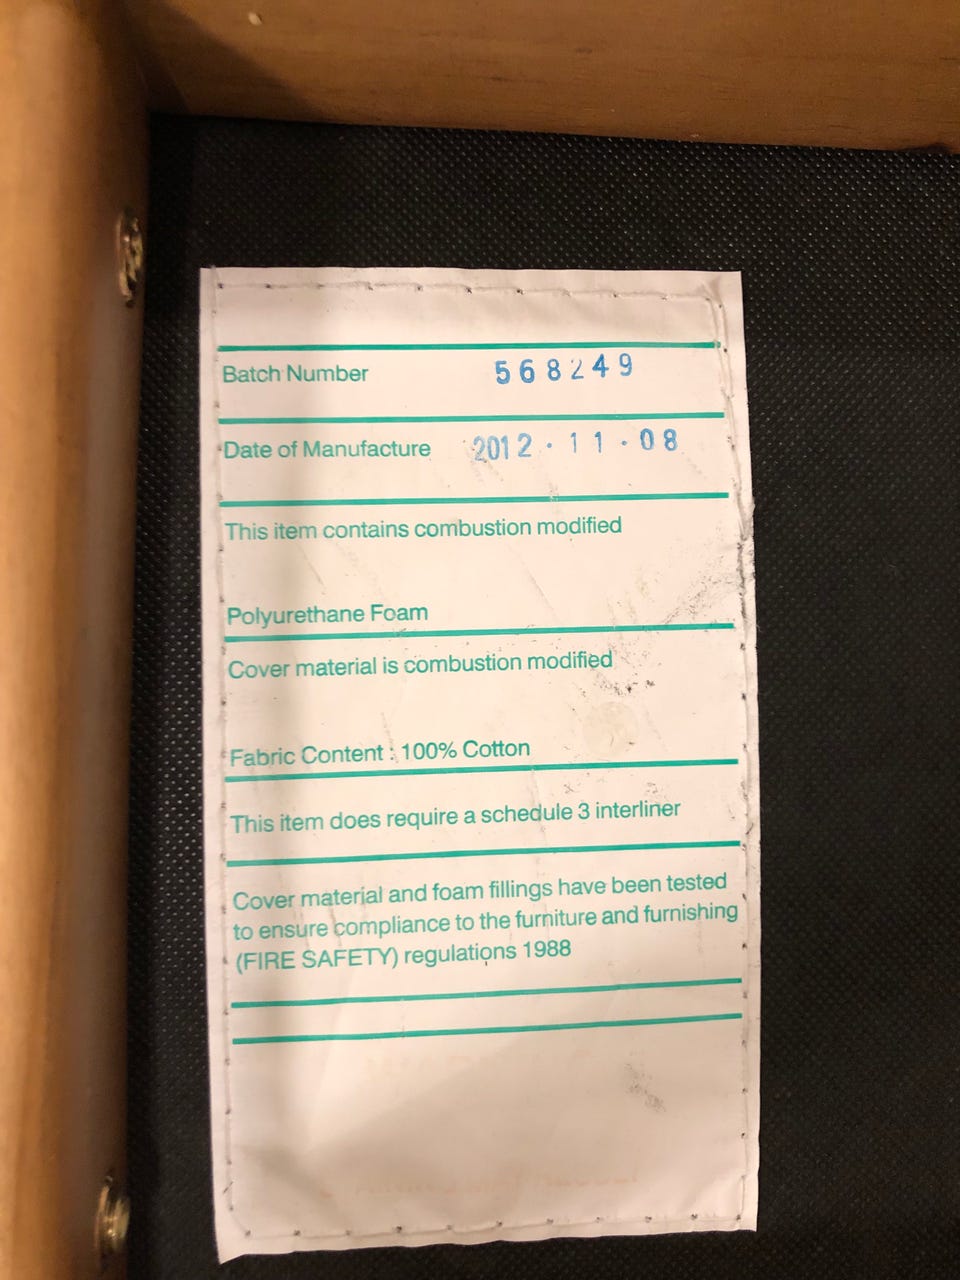 Batch Number 568249
Date of Manufacture 2012·11·08
This item contains combustion modified
Polyurethane Foam
Cover material is combustion modified
Fabric Content : 100% Cotton
This item does require a schedule 3 interliner
Cover material and foam fillings have been tested
to ensure compliance to the furniture and furnishing
(FIRE SAFETY) regulations 1988